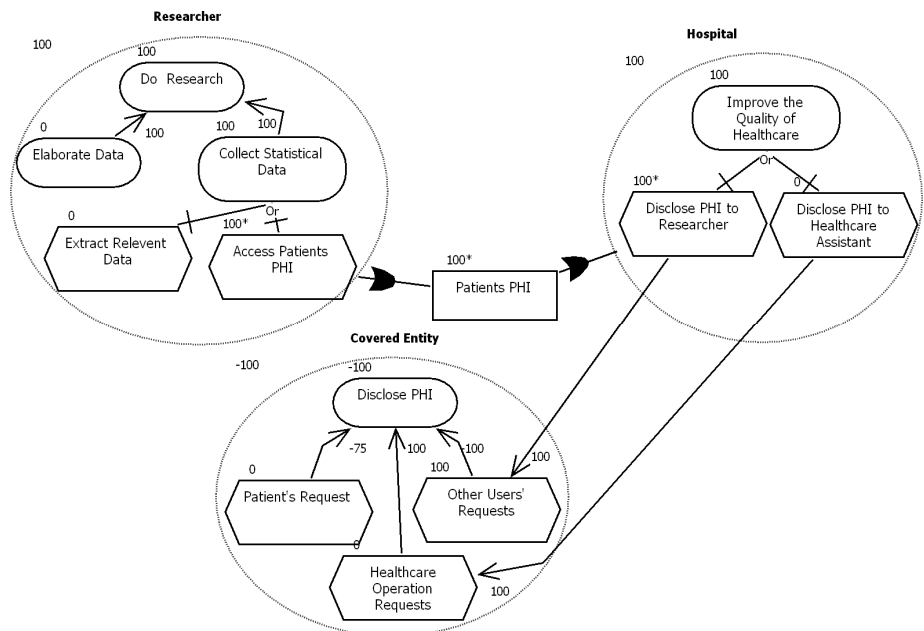 Researcher
100
100
Do Research
0
100
100
100
Elaborate Data
Collect Statistical
Data
Or
0
100*
Extract Relevent
Data
Access Patients
PHI
100*
Patients PHI
Hospital
100
100
Improve the
Quality of
Healthcare
Or
100*
0
Disclose PHI to
Researcher
Disclose PHI to
Healthcare
Assistant
Covered Entity
-100
-100
Disclose PHI
-75
100
-100
0
100
100
Patient's Request
Other Users'
Requests
0
Healthcare
Operation
Requests
100